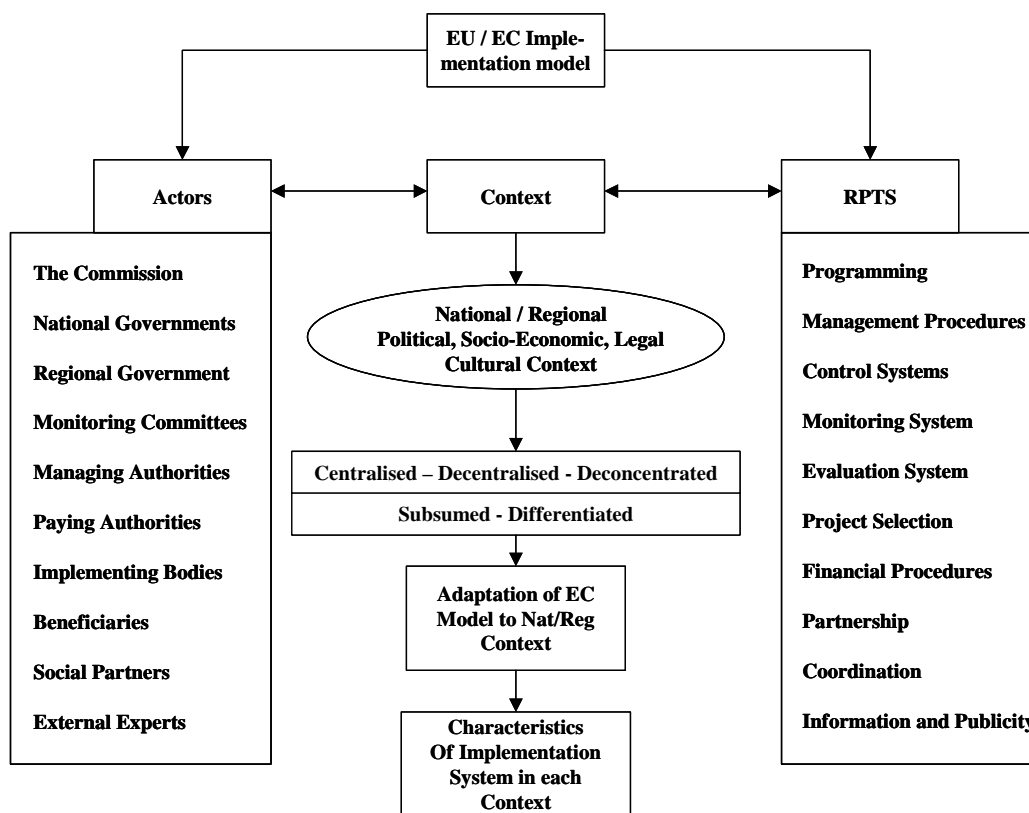 EU / EC Imple-
mentation model
Actors
Context
RPTS
The Commission
National Governments
Regional Government
Monitoring Committees
Managing Authorities
Paying Authorities
Implementing Bodies
Beneficiaries
Social Partners
External Experts
National / Regional
Political, Socio-Economic, Legal
Cultural Context
Centralised – Decentralised - Deconcentrated
Subsumed - Differentiated
Adaptation of EC
Model to Nat/Reg
Context
Characteristics
Of Implementation
System in each
Context
Programming
Management Procedures
Control Systems
Monitoring System
Evaluation System
Project Selection
Financial Procedures
Partnership
Coordination
Information and Publicity